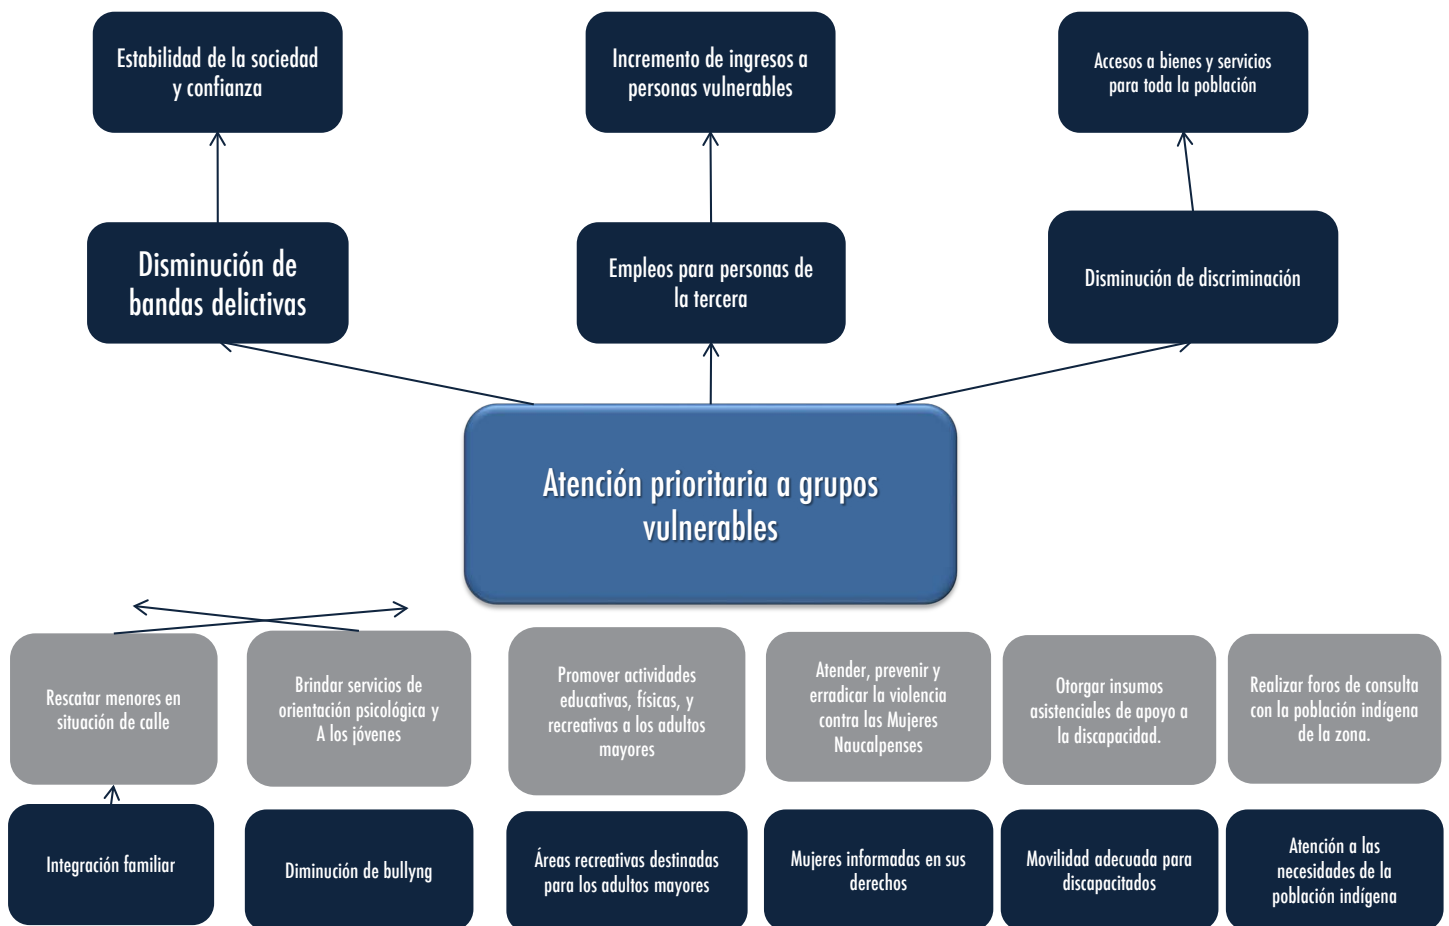 Estabilidad de la sociedad
y confianza
Incremento de ingresos a
personas vulnerables
Accesos a bienes y servicios
para toda la población
Disminución de
bandas delictivas
Empleos para personas de
la tercera
Disminución de discriminación
Atención prioritaria a grupos
vulnerables
Rescatar menores en
situación de calle
Brindar servicios de
orientación psicológica y
A los jóvenes
Promover actividades
educativas, físicas, y
recreativas a los adultos
mayores
Atender, prevenir y
erradicar la violencia
contra las Mujeres
Naucalpenses
Otorgar insumos
asistenciales de apoyo a
la discapacidad.
Realizar foros de consulta
con la población indígena
de la zona.
Integración familiar
Diminución de bullyng
Áreas recreativas destinadas
para los adultos mayores
Mujeres informadas en sus
derechos
Movilidad adecuada para
discapacitados
Atención a las
necesidades de la
población indígena